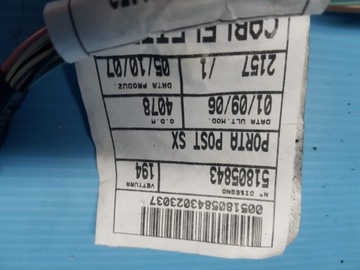 0051805843023037
N° DISEGNO VETTURA
51805843 194
PORTA POST SX
DATA ULT. MOD O.D.M
01/09/06 4078
DATA PRODUZ.
2157 /1 05/10/07